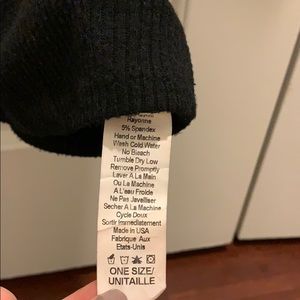 Rayonne
5% Spandex
Hand or Machine
Wash Cold Water
No Bleach
Tumble Dry Low
Remove Promptly
Laver A La Main
Ou La Machine
A L'eau Froide
Ne Pas Javelliser
Secher A La Machine
Cycle Doux
Sortir Immediatement
Made in USA
Fabrique Aux
Etats-Unis
ONE SIZE/
UNITAILLE